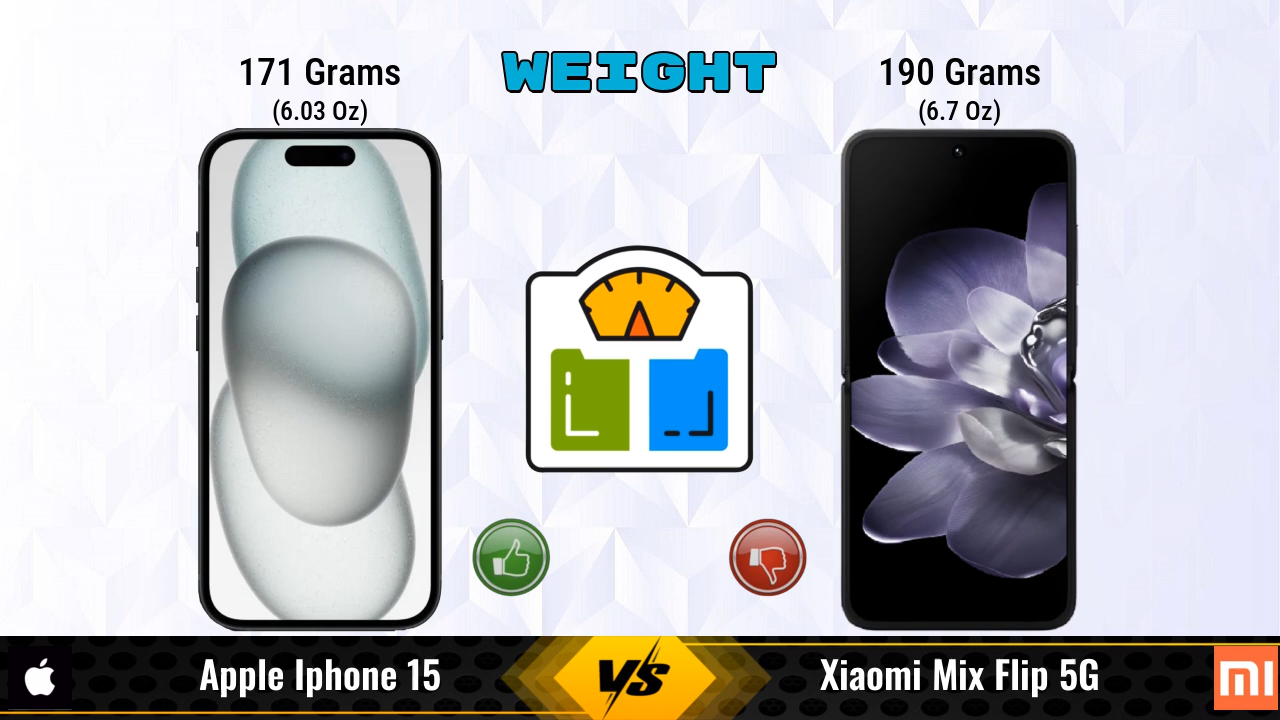 WEIGHT
171 Grams
(6.03 Oz)
190 Grams
(6.7 Oz)
Apple Iphone 15
VS
Xiaomi Mix Flip 5G
MI